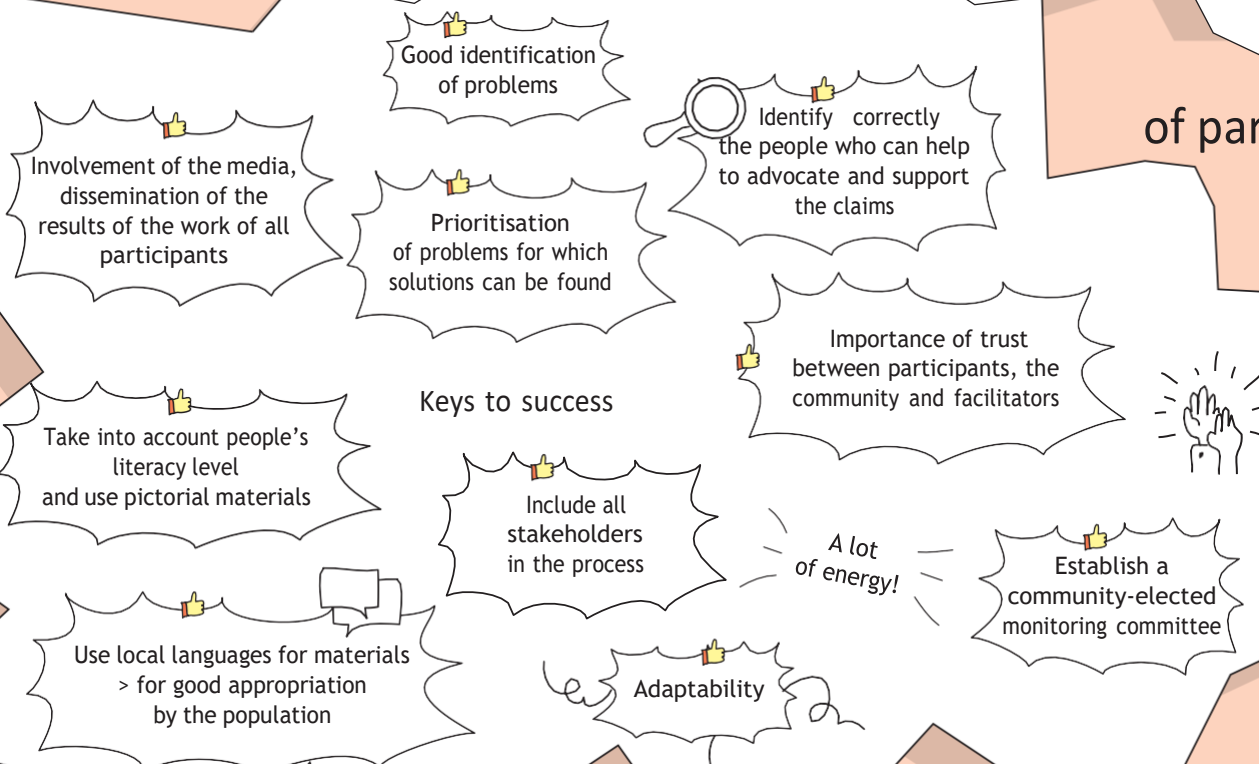 Good identification
of problems
Identify correctly
the people who can help
to advocate and support
the claims
of par
Involvement of the media,
dissemination of the
results of the work of all
participants
Prioritisation
of problems for which
solutions can be found
Importance of trust
between participants, the
community and facilitators
Keys to success
Take into account people's
literacy level
and use pictorial materials
Include all
stakeholders
in the process
A lot
of energy!
Establish a
community-elected
monitoring committee
Use local languages for materials
> for good appropriation
by the population
Adaptability